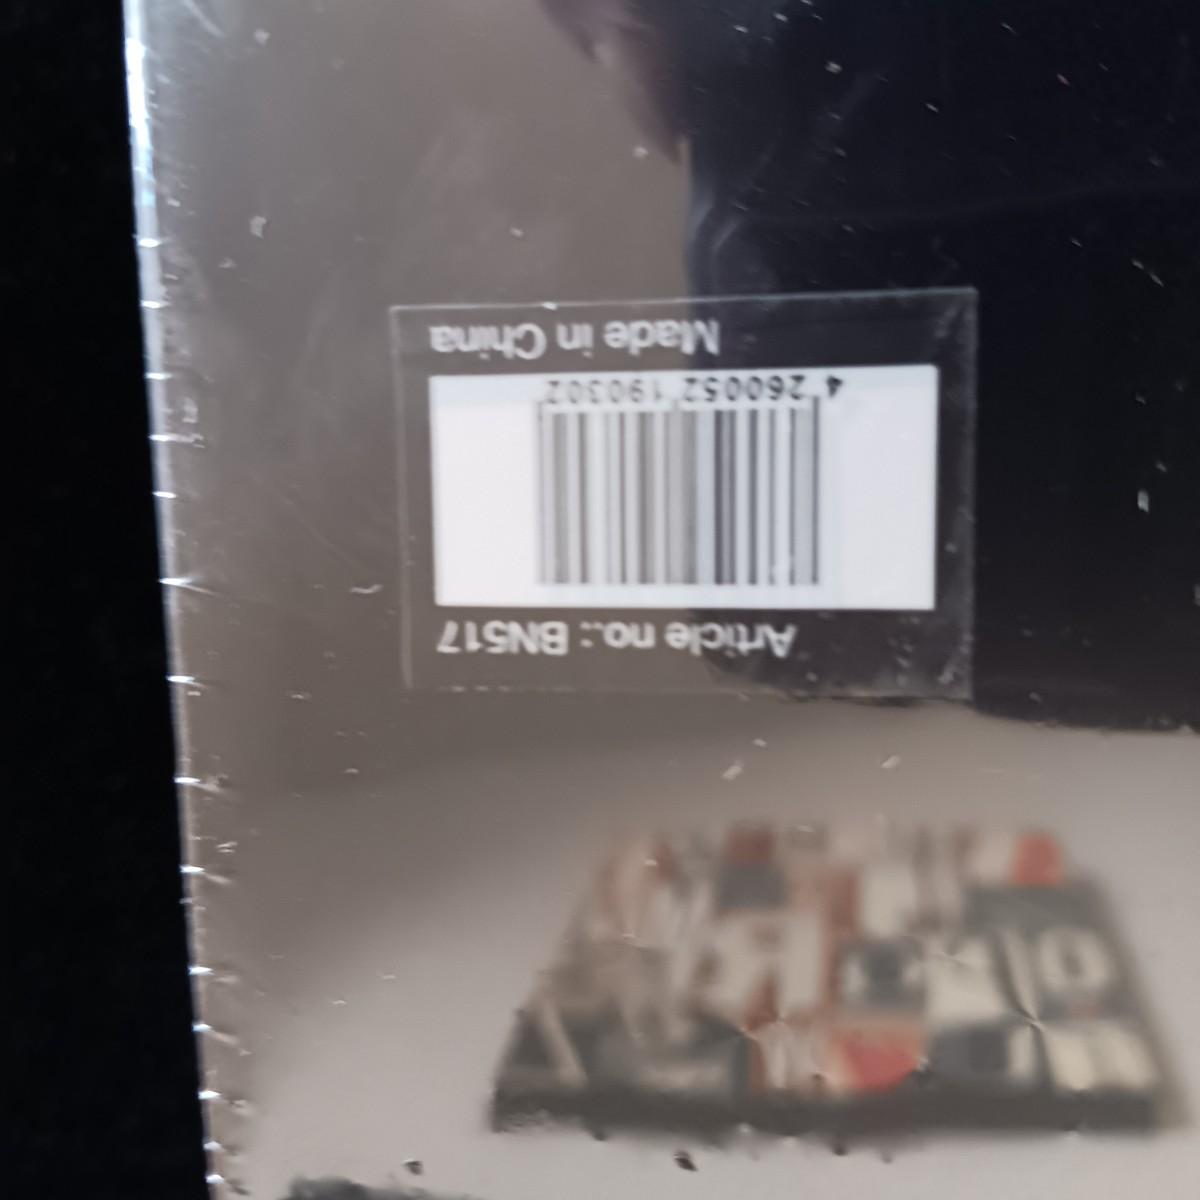 Article no.: BN517
4 260052 190302
Made in China